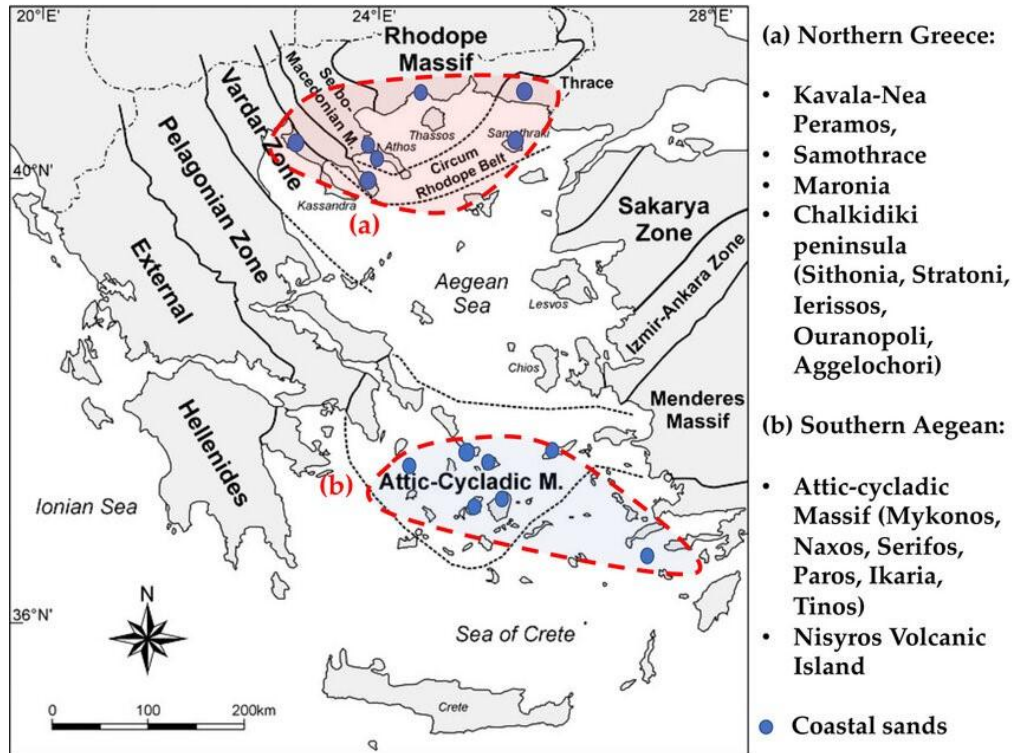 20°E'
24°E'
28°E'
Rhodope
Massif
Thrace
Serbo-
Macedonian M.
Vardar Zone
Pelagonian Zone
External
Hellenides
Thassos
Samothraki
Athos
Circum
Rhodope Belt
Kassandra
(a)
40°N'
Sakarya
Zone
Izmir-Ankara Zone
Aegean
Sea
Lesvos
Chios
Menderes
Massif
(b)
Attic-Cycladic M.
Ionian Sea
36°N'
N
Sea of Crete
Crete
0
100
200km
(a) Northern Greece:
• Kavala-Nea
Peramos,
• Samothrace
• Maronia
• Chalkidiki
peninsula
(Sithonia, Stratoni,
Ierissos,
Ouranopoli,
Aggelochori)
(b) Southern Aegean:
• Attic-cycladic
Massif (Mykonos,
Naxos, Serifos,
Paros, Ikaria,
Tinos)
• Nisyros Volcanic
Island
Coastal sands